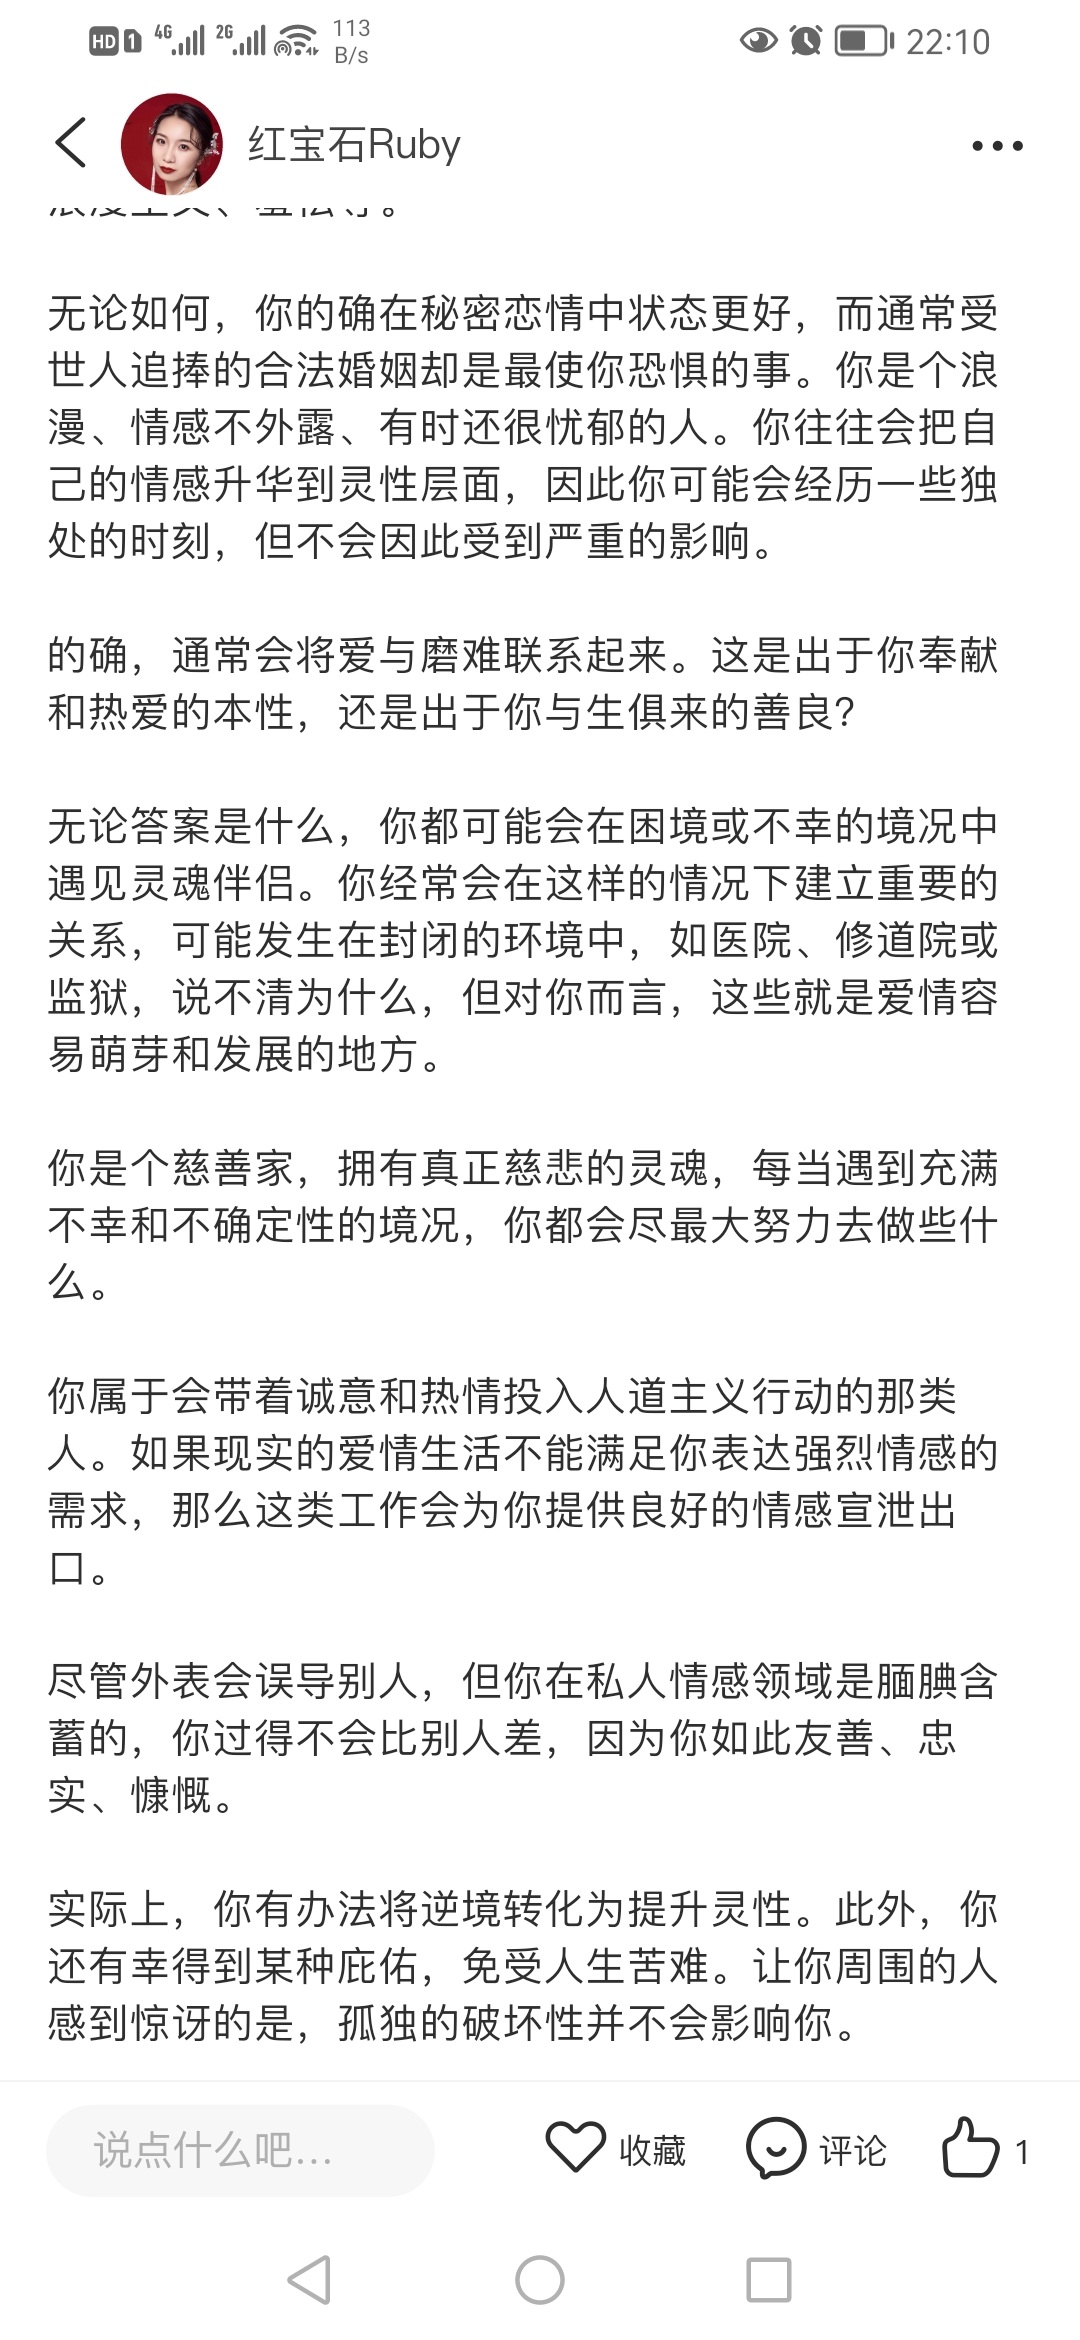 HD 1 4G 2G 113 B/s 22:10
红宝石Ruby
无论如何，你的确在秘密恋情中状态更好，而通常受
世人追捧的合法婚姻却是最使你恐惧的事。你是个浪
漫、情感不外露、有时还很忧郁的人。你往往会把自
己的情感升华到灵性层面，因此你可能会经历一些独
处的时刻，但不会因此受到严重的影响。
的确，通常会将爱与磨难联系起来。这是出于你奉献
和热爱的本性，还是出于你与生俱来的善良？
无论答案是什么，你都可能会在困境或不幸的境况中
遇见灵魂伴侣。你经常会在这样的情况下建立重要的
关系，可能发生在封闭的环境中，如医院、修道院或
监狱，说不清为什么，但对你而言，这些就是爱情容
易萌芽和发展的地方。
你是个慈善家，拥有真正慈悲的灵魂，每当遇到充满
不幸和不确定性的境况，你都会尽最大努力去做些什
么。
你属于会带着诚意和热情投入人道主义行动的那类
人。如果现实的爱情生活不能满足你表达强烈情感的
需求，那么这类工作会为你提供良好的情感宣泄出
口。
尽管外表会误导别人，但你在私人情感领域是腼腆含
蓄的，你过得不会比别人差，因为你如此友善、忠
实、慷慨。
实际上，你有办法将逆境转化为提升灵性。此外，你
还有幸得到某种庇佑，免受人生苦难。让你周围的人
感到惊讶的是，孤独的破坏性并不会影响你。
说点什么吧... 收藏 评论 1